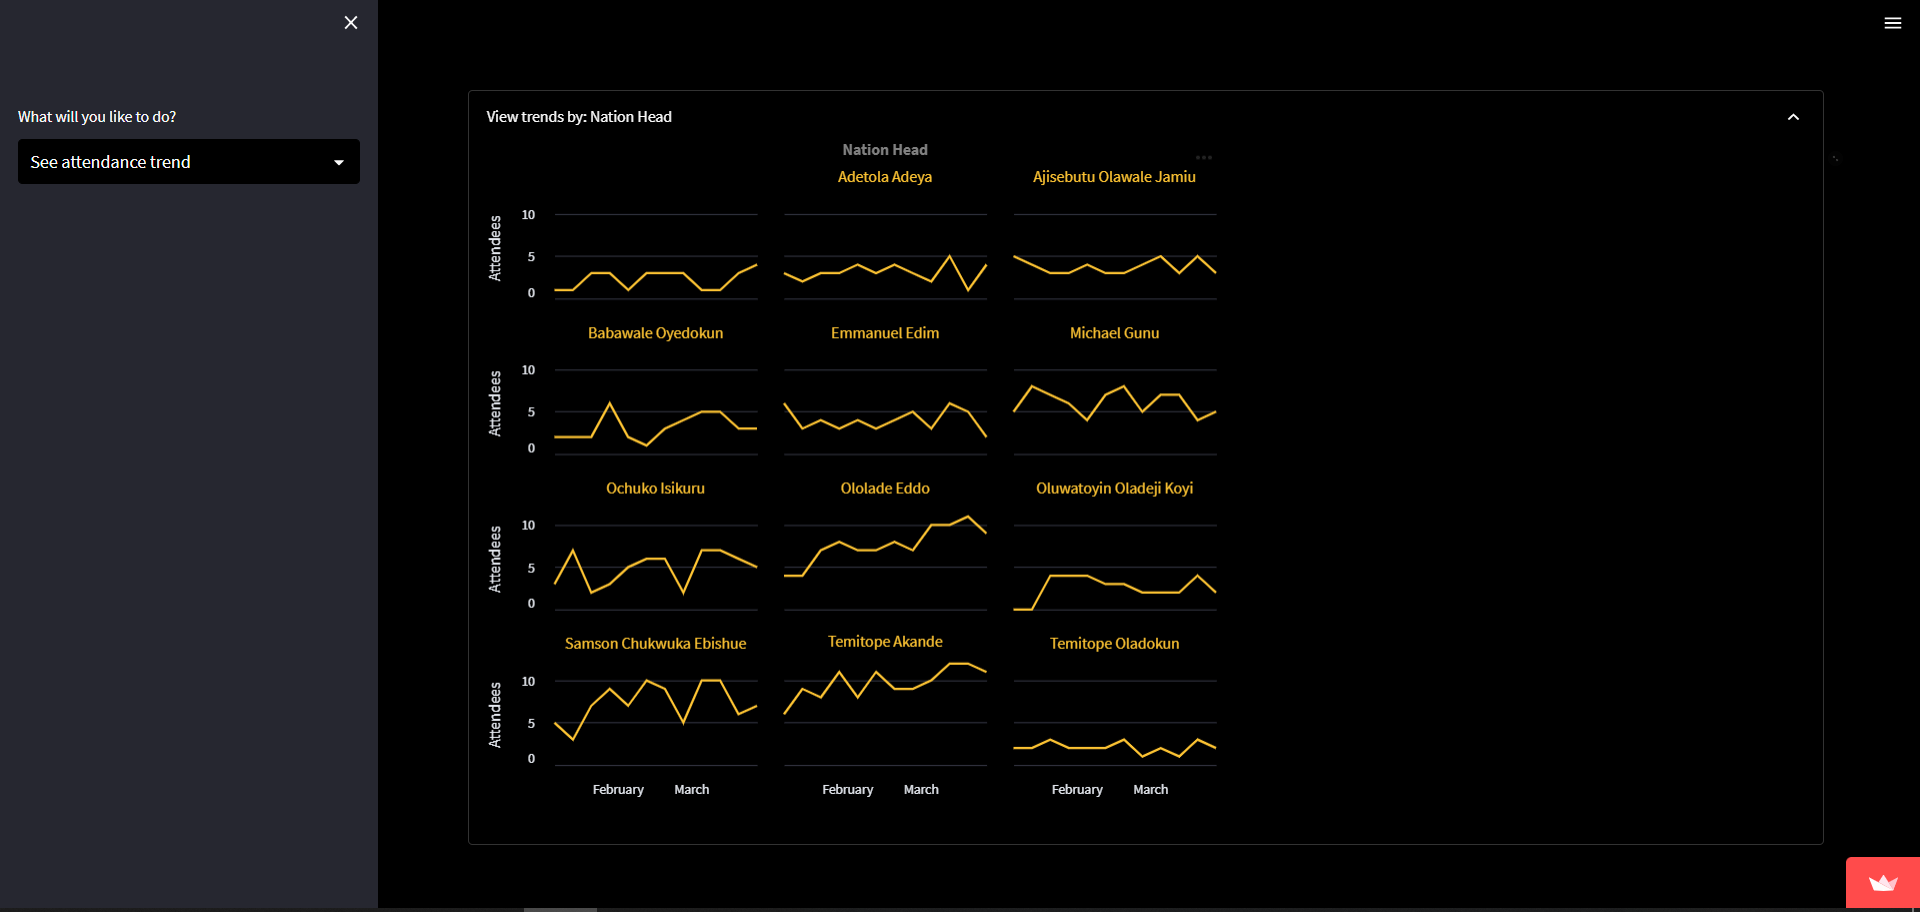 What will you like to do?
See attendance trend
View trends by: Nation Head
Nation Head
Adetola Adeya
Ajisebutu Olawale Jamiu
Attendees
10
5
0
Babawale Oyedokun
Emmanuel Edim
Michael Gunu
Attendees
10
5
0
Ochuko Isikuru
Ololade Eddo
Oluwatoyin Oladeji Koyi
Attendees
10
5
0
Samson Chukwuka Ebishue
Temitope Akande
Temitope Oladokun
Attendees
10
5
0
February
March
February
March
February
March